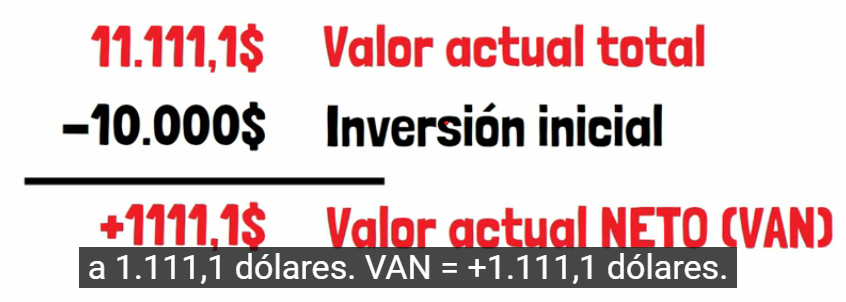 11.111,1$ Valor actual total
-10.000$ Inversión inicial
+1111,1$ Valor actual NETO (VAN)
a 1.111,1 dólares. VAN = +1.111,1 dólares.